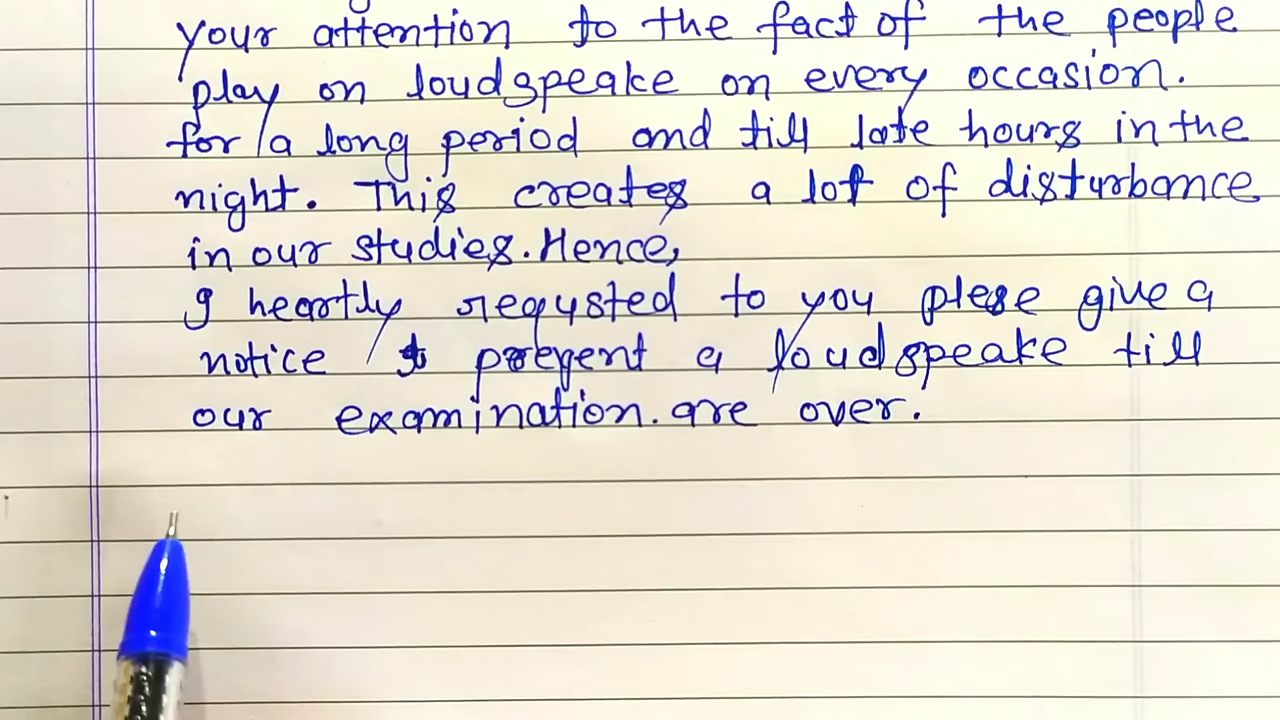 your attention to the fact of the people
play on loudspeake on every occasion.
for a long period and till late hours in the
night. This creates a lot of disturbance
in our studies. Hence,
I heartly requsted to you plese give a
notice to prevent a loudspeake till
our examination. are over.